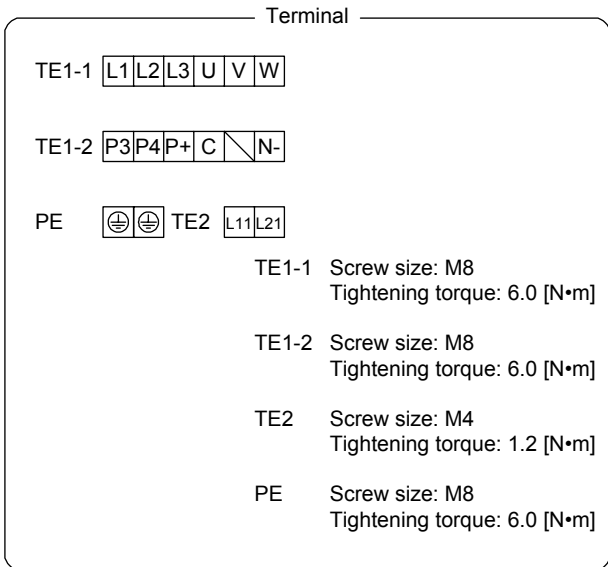 Terminal
TE1-1 L1 L2 L3 U V W
TE1-2 P3 P4 P+ C N-
PE TE2 L11 L21
TE1-1 Screw size: M8
Tightening torque: 6.0 [N•m]
TE1-2 Screw size: M8
Tightening torque: 6.0 [N•m]
TE2 Screw size: M4
Tightening torque: 1.2 [N•m]
PE Screw size: M8
Tightening torque: 6.0 [N•m]